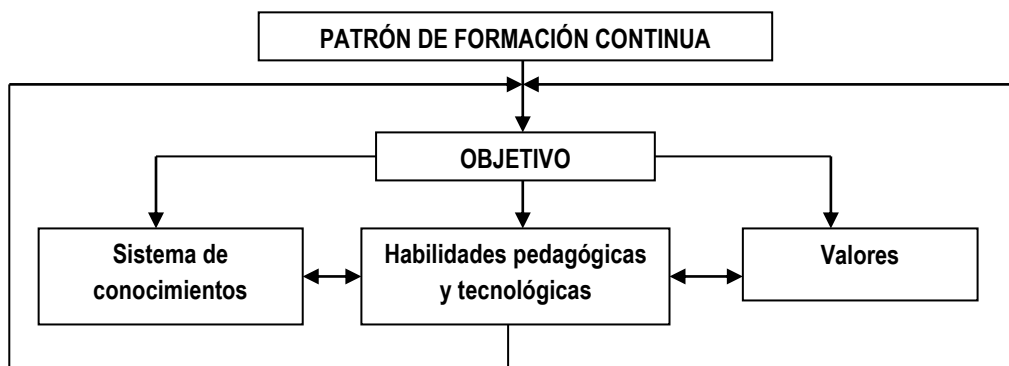 PATRÓN DE FORMACIÓN CONTINUA
OBJETIVO
Sistema de
conocimientos
Habilidades pedagógicas
y tecnológicas
Valores